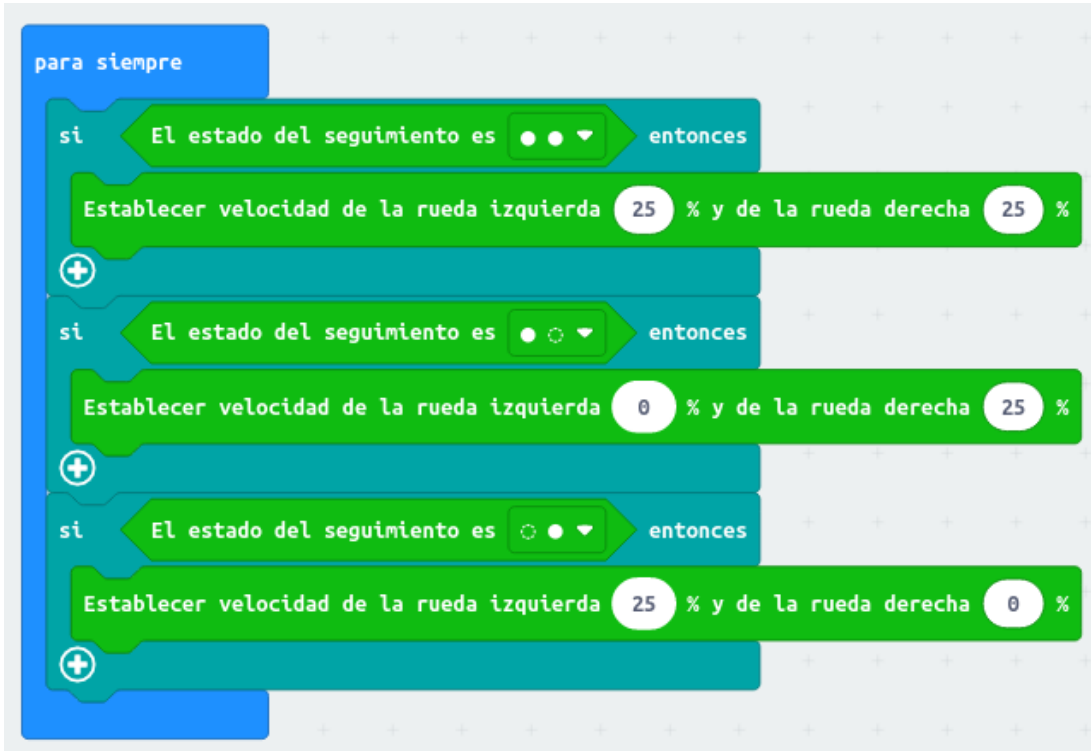 para siempre
si El estado del seguimiento es ● ● entonces
Establecer velocidad de la rueda izquierda 25 % y de la rueda derecha 25 %
si El estado del seguimiento es ● ◌ entonces
Establecer velocidad de la rueda izquierda 0 % y de la rueda derecha 25 %
si El estado del seguimiento es ◌ ● entonces
Establecer velocidad de la rueda izquierda 25 % y de la rueda derecha 0 %